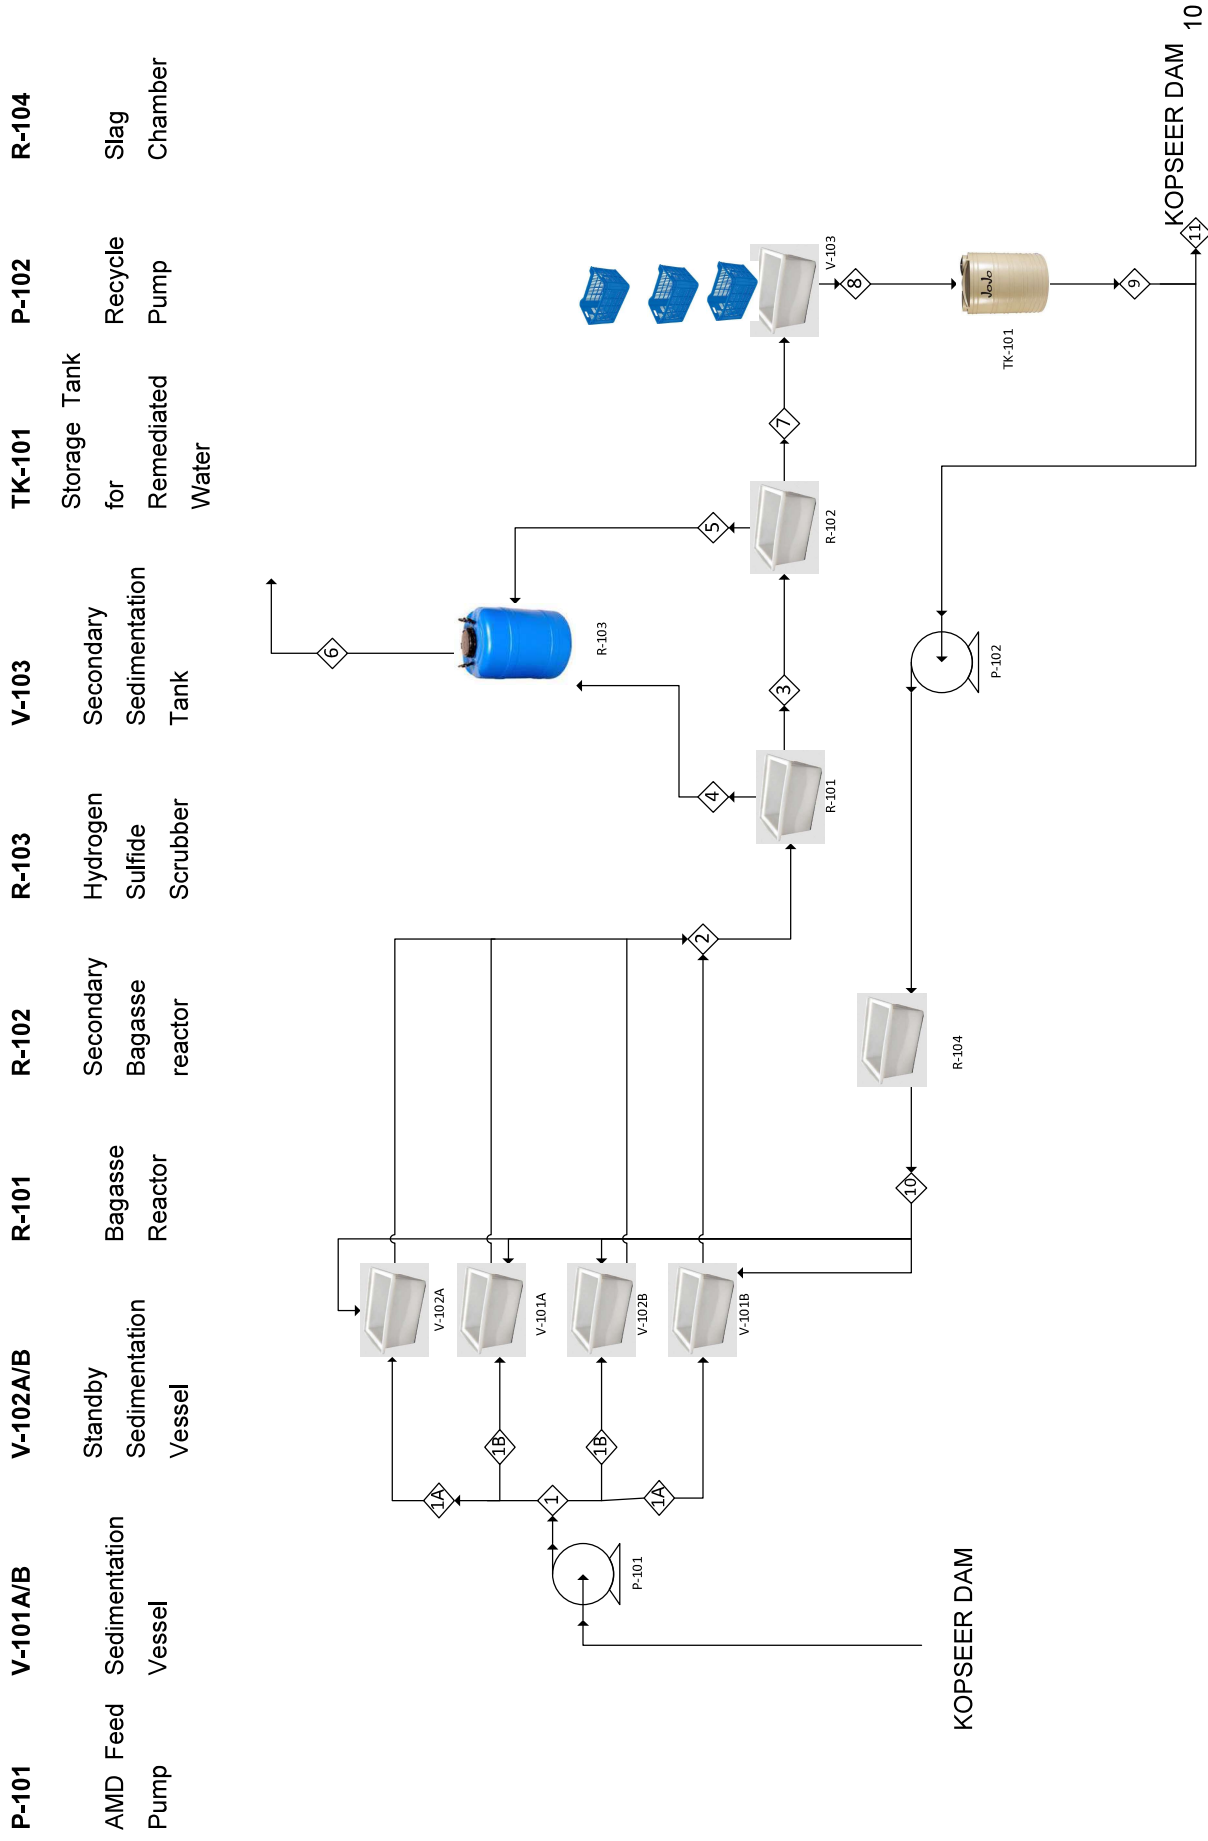 P-101
V-101A/B
V-102A/B
R-101
R-102
R-103
V-103
TK-101
P-102
R-104
AMD Feed
Pump
Sedimentation
Vessel
Standby
Sedimentation
Vessel
Bagasse
Reactor
Secondary
Bagasse
reactor
Hydrogen
Sulfide
Scrubber
Secondary
Sedimentation
Tank
Storage Tank
for
Remediated
Water
Recycle
Pump
Slag
Chamber
6
R-103
V-102A
V-101A
V-102B
V-101B
1A
1B
1
1B
1A
P-101
2
4
5
R-101
3
R-102
7
V-103
8
JoJo
TK-101
9
R-104
10
P-102
KOPSEER DAM
KOPSEER DAM
11
10